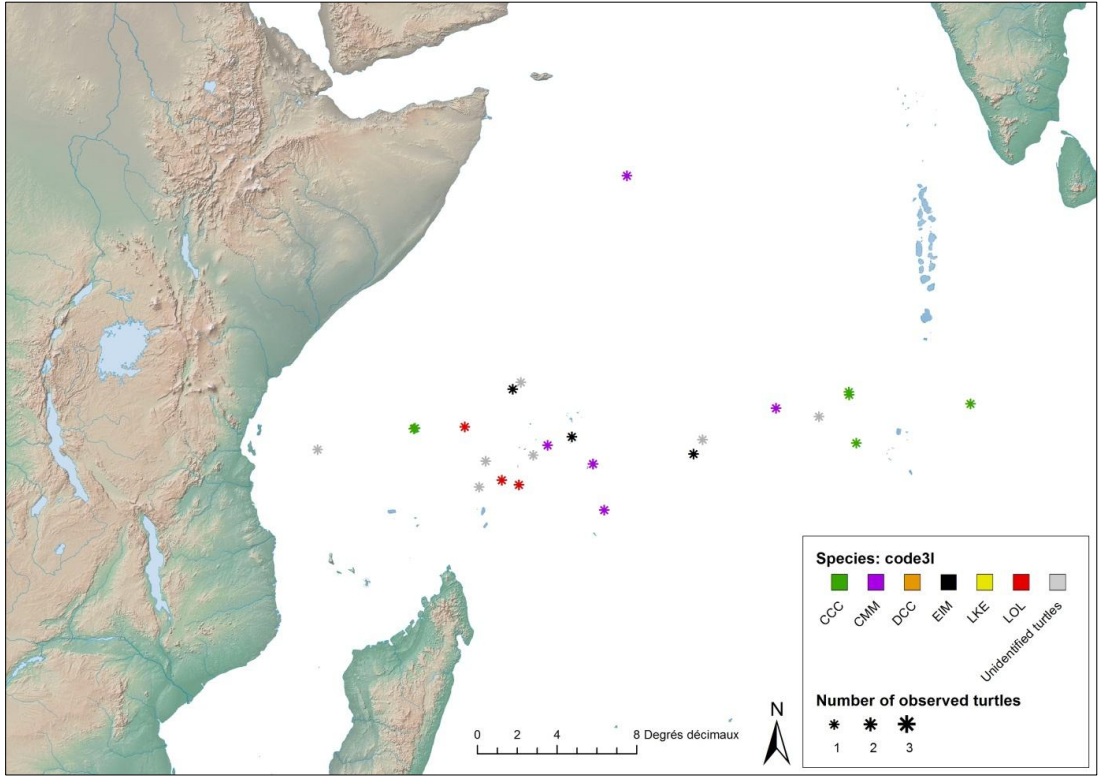 Species: code3l
CCC
CMM
DCC
EIM
LKE
LOL
Unidentified turtles
Number of observed turtles
1 2 3
N
0 2 4 8 Degrés décimaux